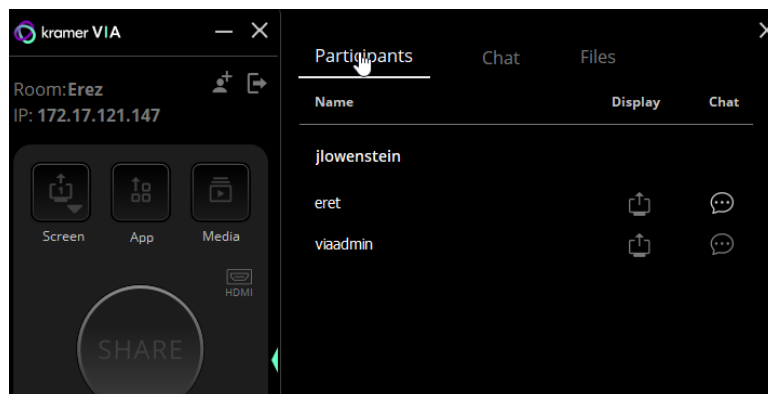 kramer VIA
Room:Erez
IP: 172.17.121.147
Screen App Media
HDMI
SHARE
Participants Chat Files
Name Display Chat
jlowenstein
eret
viaadmin